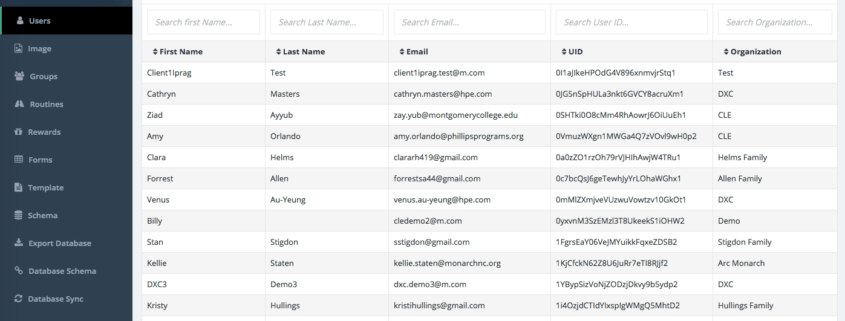 Users
Image
Groups
Routines
Rewards
Forms
Template
Schema
Export Database
Database Schema
Database Sync
Search first Name... Search Last Name... Search Email... Search User ID... Search Organization...
First Name Last Name Email UID Organization
Client1Iprag Test client1iprag.test@m.com 0I1aJIkeHPOdG4V896xnmvjrStq1 Test
Cathryn Masters cathryn.masters@hpe.com 0JGSnSpHULa3nkt6GVCY8acruXm1 DXC
Ziad Ayyub zay.yub@montgomerycollege.edu 0SHTki0O8cMm4RhAowrJ6OiUuEh1 CLE
Amy Orlando amy.orlando@phillipsprograms.org 0VmuzWXgn1MWGa4Q7zVOvl9wH0p2 CLE
Clara Helms clararh419@gmail.com 0a0zZO1rzOh79rVJHIhAwjW4TRu1 Helms Family
Forrest Allen forrestsa44@gmail.com 0c7bcQsJ6geTewhJyYrLOhaWGhx1 Allen Family
Venus Au-Yeung venus.au-yeung@hpe.com 0mMlZXmjveVUzwuVowtzv10GkOt1 DXC
Billy cledemo2@m.com 0yxvnM3SzEMzl3T8UkeekS1iOHW2 Demo
Stan Stigdon sstigdon@gmail.com 1FgrsEaY06VeJMYuikkFqxeZDSB2 Stigdon Family
Kellie Staten kellie.staten@monarchnc.org 1KjCfckN62Z8U6juRr7eTI8RJjf2 Arc Monarch
DXC3 Demo3 dxc.demo3@m.com 1YBypSizVoNjZODzjDkvy9b5ydp2 DXC
Kristy Hullings kristihullings@gmail.com 1i4OzjdCTIdYIxspIgWMgQ5MhtD2 Hullings Family